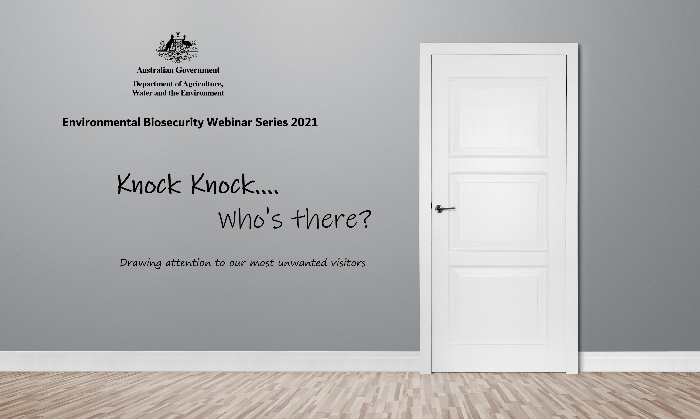 Australian Government
Department of Agriculture,
Water and the Environment
Environmental Biosecurity Webinar Series 2021
Knock Knock....
Who's there?
Drawing attention to our most unwanted visitors